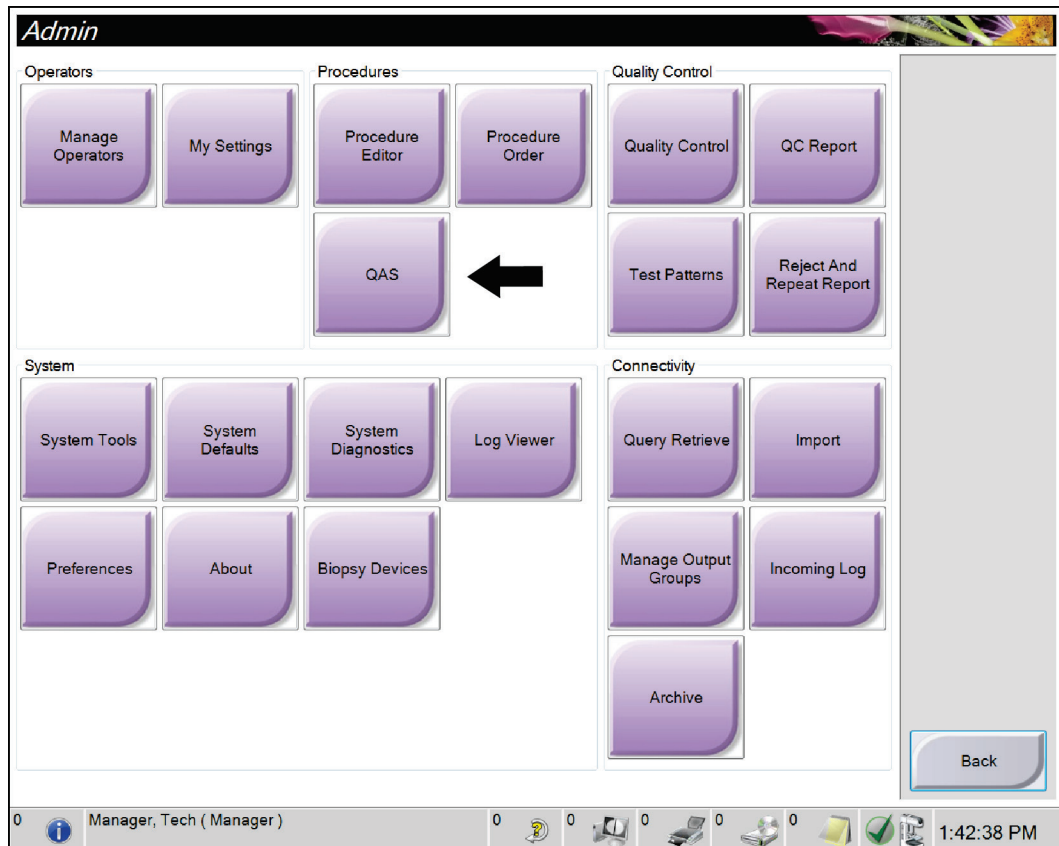 Admin
Operators
Procedures
Quality Control
Manage
Operators
My Settings
Procedure
Editor
Procedure
Order
Quality Control
QC Report
QAS
Test Patterns
Reject And
Repeat Report
System
Connectivity
System Tools
System
Defaults
System
Diagnostics
Log Viewer
Query Retrieve
Import
Preferences
About
Biopsy Devices
Manage Output
Groups
Incoming Log
Archive
Back
0
Manager, Tech ( Manager )
0
0
0
0
0
1:42:38 PM